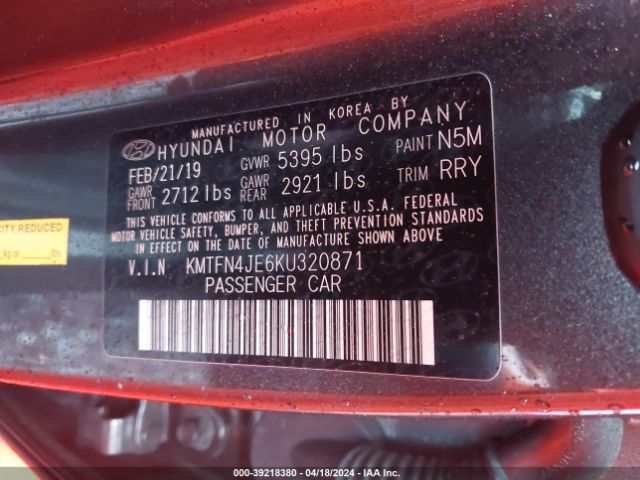 MANUFACTURED IN KOREA BY
HYUNDAI MOTOR COMPANY
FEB/21/19 GVWR 5395 lbs PAINT N5M
GAWR FRONT 2712 lbs GAWR REAR 2921 lbs TRIM RRY
THIS VEHICLE CONFORMS TO ALL APPLICABLE U.S.A. FEDERAL
MOTOR VEHICLE SAFETY, BUMPER, AND THEFT PREVENTION STANDARDS
IN EFFECT ON THE DATE OF MANUFACTURE SHOWN ABOVE.
V.I.N KMTFN4JE6KU320871
PASSENGER CAR
CITY REDUCED
kg or lbs
000-39218380 - 04/18/2024 - IAA Inc.